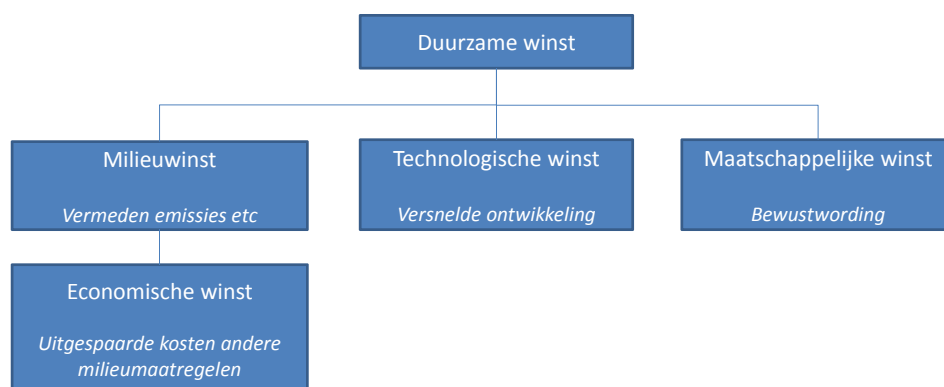 Duurzame winst
Milieuwinst
Vermeden emissies etc
Technologische winst
Versnelde ontwikkeling
Maatschappelijke winst
Bewustwording
Economische winst
Uitgespaarde kosten andere
milieumaatregelen